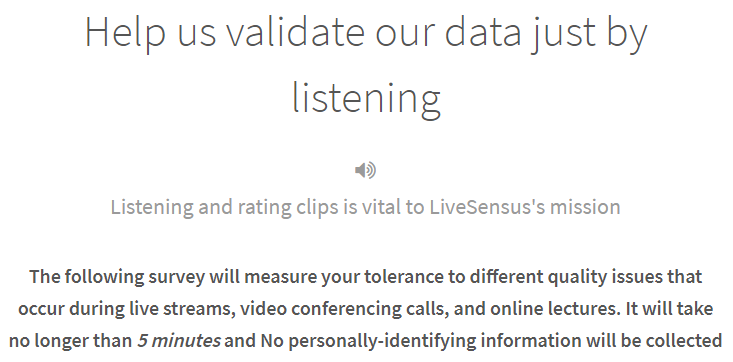 Help us validate our data just by
listening
Listening and rating clips is vital to LiveSensus's mission
The following survey will measure your tolerance to different quality issues that
occur during live streams, video conferencing calls, and online lectures. It will take
no longer than 5 minutes and No personally-identifying information will be collected